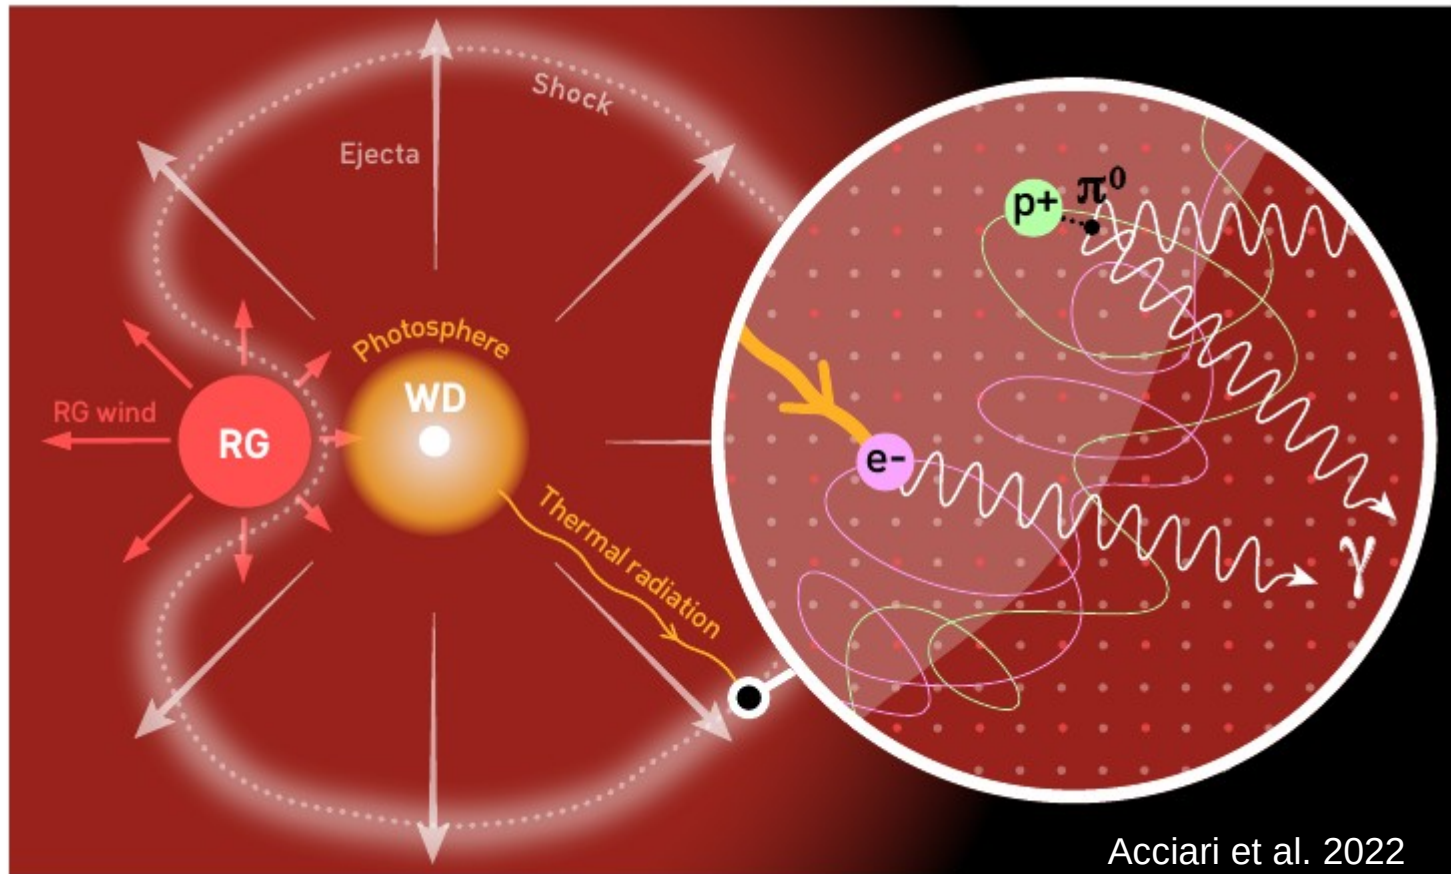 Shock
Ejecta
p+
π⁰
Photosphere
WD
RG wind
RG
e-
Thermal radiation
γ
Acciari et al. 2022